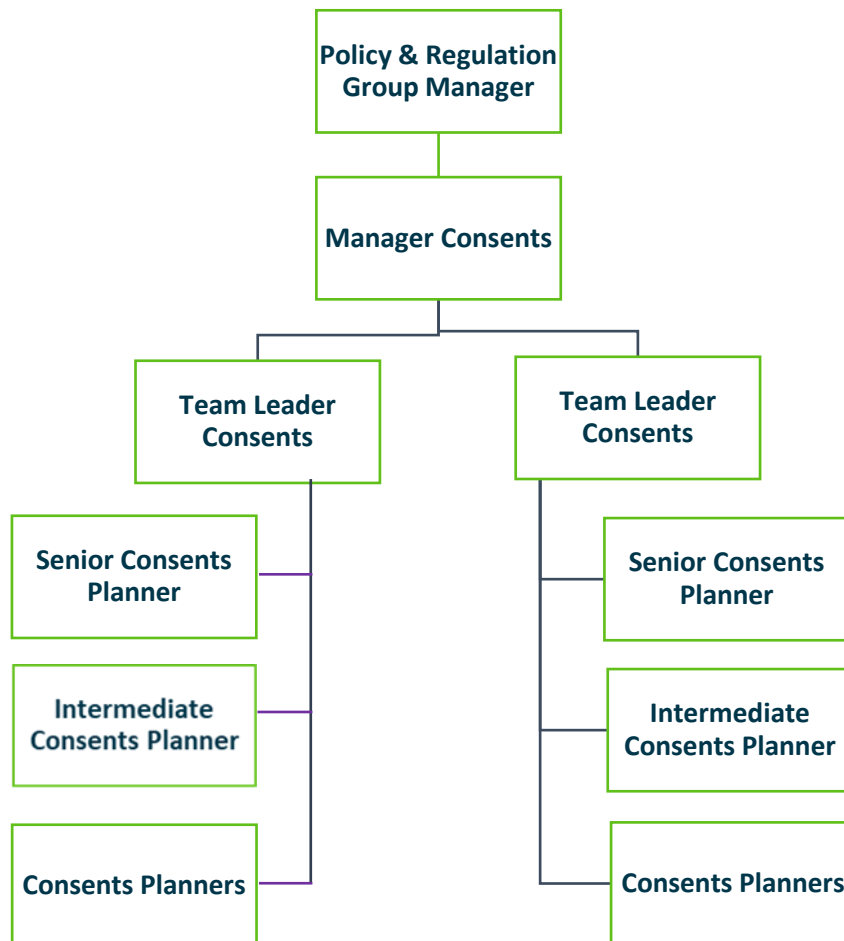 Policy & Regulation
Group Manager
Manager Consents
Team Leader
Consents
Team Leader
Consents
Senior Consents
Planner
Senior Consents
Planner
Intermediate
Consents Planner
Intermediate
Consents Planner
Consents Planners
Consents Planners